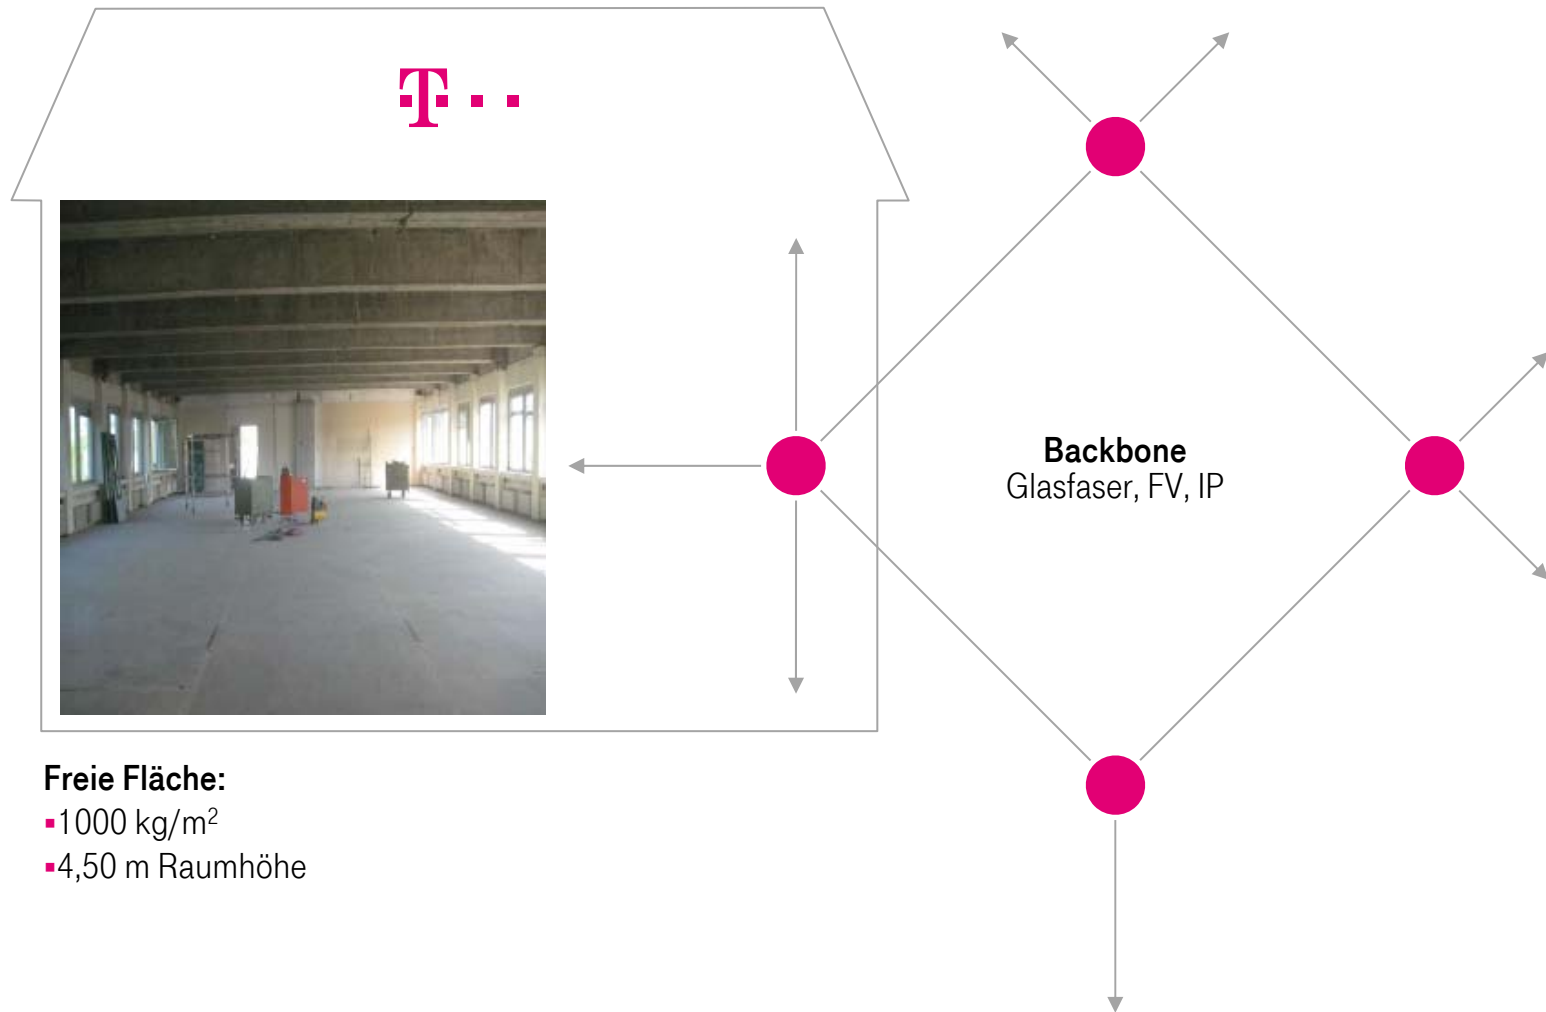 T
Backbone
Glasfaser, FV, IP
Freie Fläche:
▪1000 kg/m²
▪4,50 m Raumhöhe